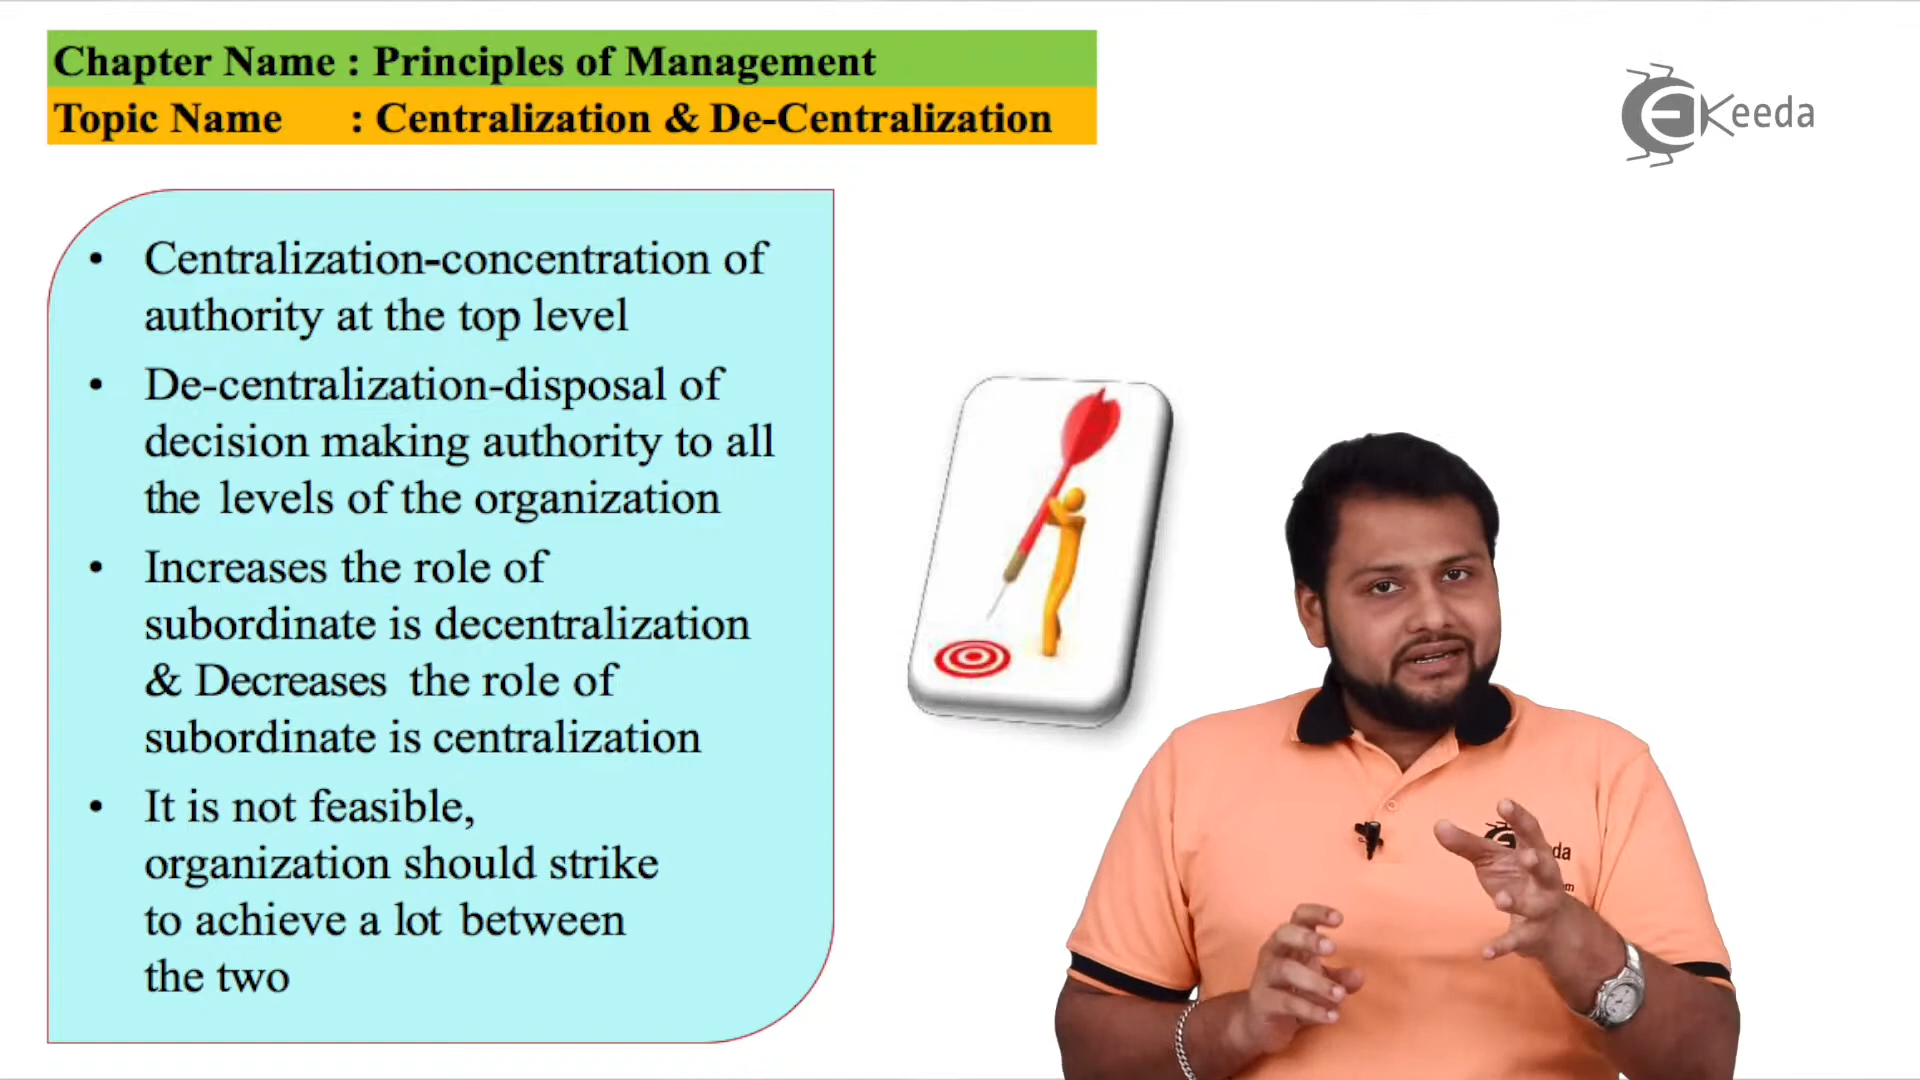 Chapter Name : Principles of Management
Topic Name : Centralization & De-Centralization
Keeda
• Centralization-concentration of
authority at the top level
• De-centralization-disposal of
decision making authority to all
the levels of the organization
• Increases the role of
subordinate is decentralization
& Decreases the role of
subordinate is centralization
• It is not feasible,
organization should strike
to achieve a lot between
the two